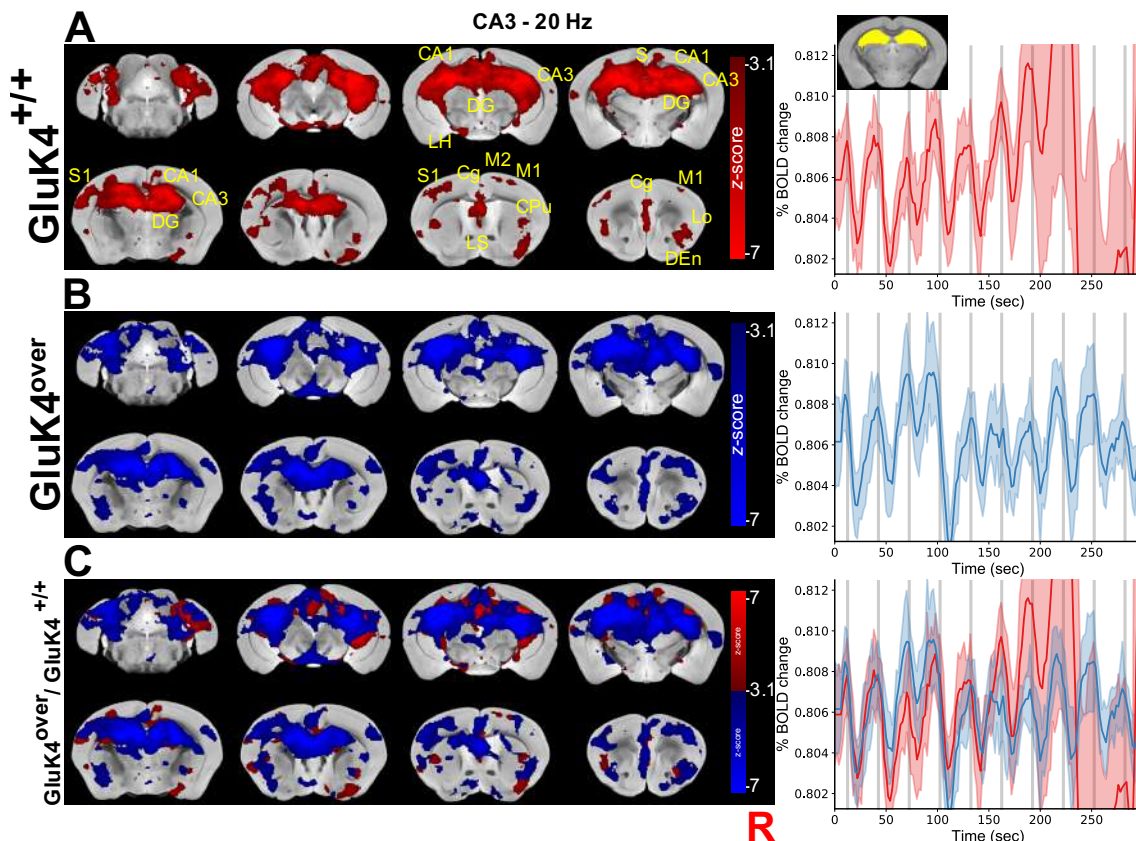 A
CA3 - 20 Hz
GluK4+/+
CA1
CA3
DG
LH
S
CA1
CA3
DG
S1
CA1
CA3
DG
S1
Cg
M2
M1
CPu
LS
Cg
M1
Lo
DEn
-3.1
z-score
-7
% BOLD change
0.812
0.810
0.808
0.806
0.804
0.802
0 50 100 150 200 250
Time (sec)
B
GluK4over
-3.1
z-score
-7
% BOLD change
0.812
0.810
0.808
0.806
0.804
0.802
0 50 100 150 200 250
Time (sec)
C
GluK4over/ GluK4 +/+
-7
z-score
-3.1
z-score
-7
R
% BOLD change
0.812
0.810
0.808
0.806
0.804
0.802
0 50 100 150 200 250
Time (sec)